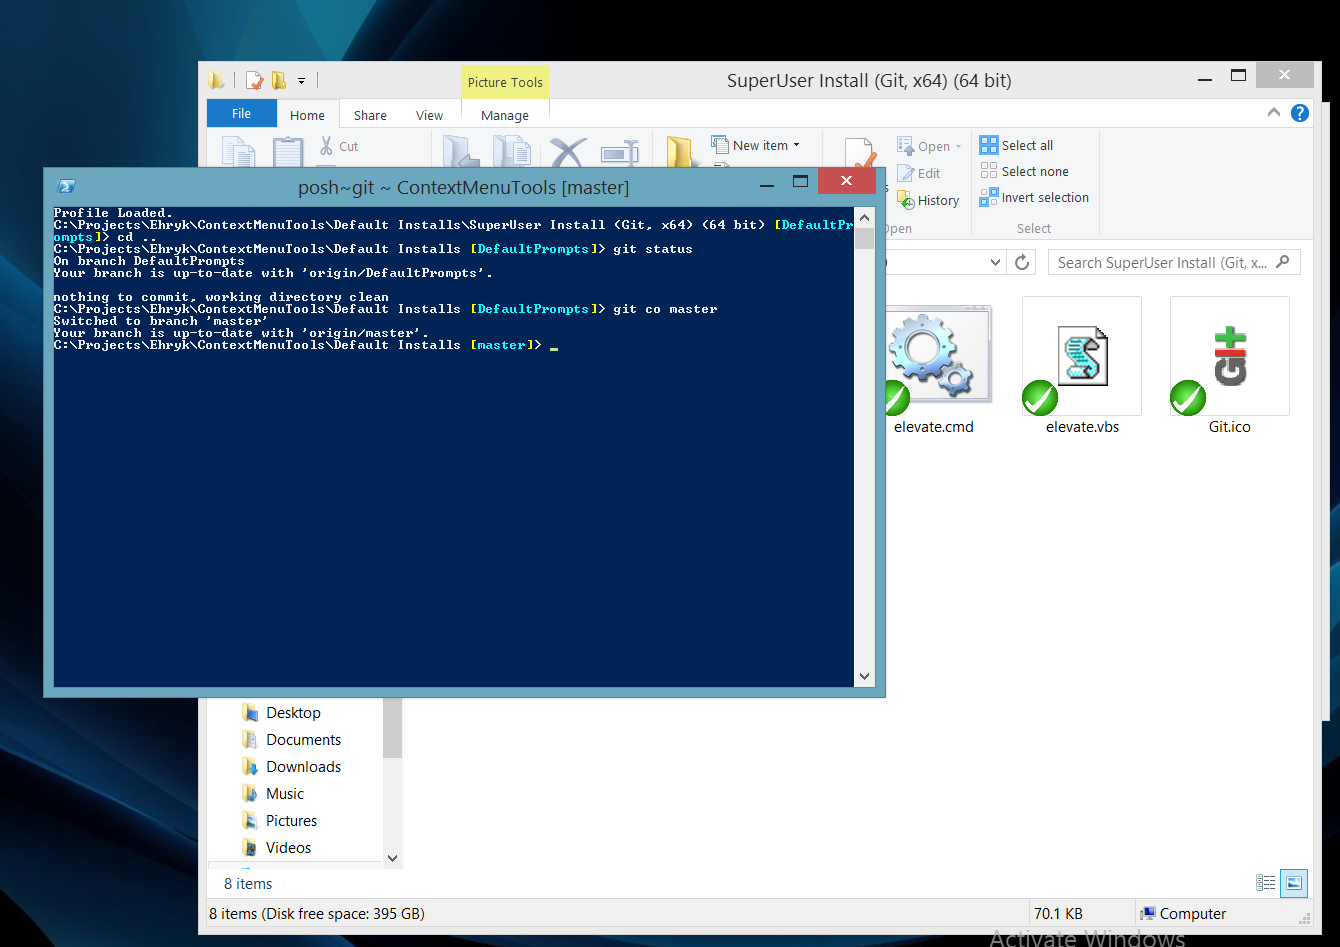 Picture Tools
SuperUser Install (Git, x64) (64 bit)
File
Home
Share
View
Manage
Cut
New item
Open
Select all
Edit
Select none
History
Invert selection
Select
posh~git ~ ContextMenuTools [master]
Profile Loaded.
C:\Projects\Ehryk\ContextMenuTools\Default Installs\SuperUser Install (Git, x64) (64 bit) [DefaultPr
ompts]> cd ..
C:\Projects\Ehryk\ContextMenuTools\Default Installs [DefaultPrompts]> git status
On branch DefaultPrompts
Your branch is up-to-date with 'origin/DefaultPrompts'.
nothing to commit, working directory clean
C:\Projects\Ehryk\ContextMenuTools\Default Installs [DefaultPrompts]> git co master
Switched to branch 'master'
Your branch is up-to-date with 'origin/master'.
C:\Projects\Ehryk\ContextMenuTools\Default Installs [master]> _
Search SuperUser Install (Git, x...
Git
elevate.cmd
elevate.vbs
Git.ico
Desktop
Documents
Downloads
Music
Pictures
Videos
8 items
8 items (Disk free space: 395 GB)
70.1 KB
Computer
Activate Windows